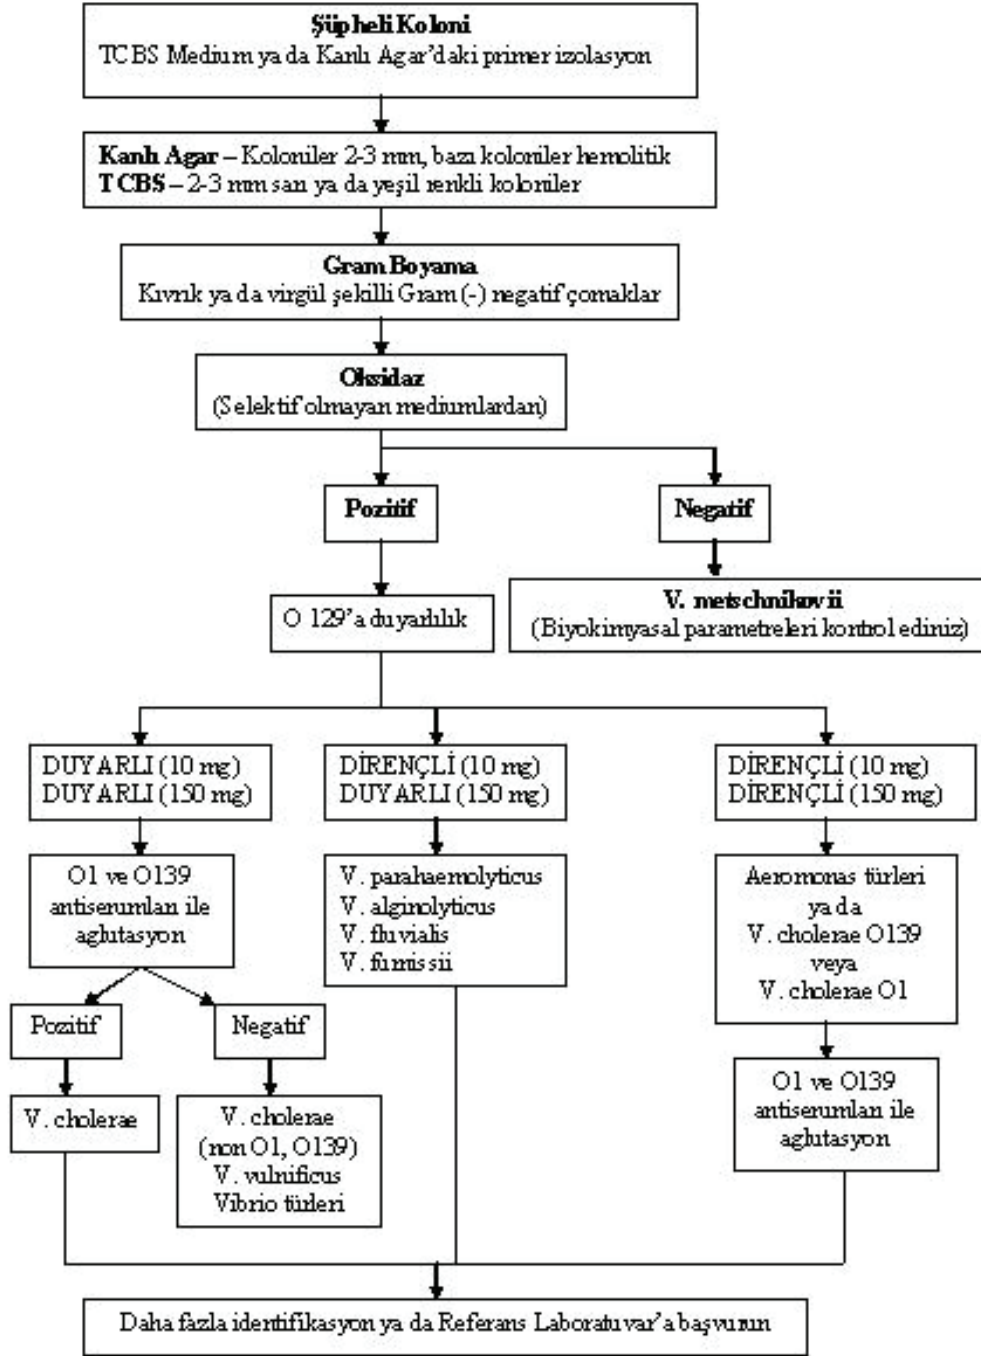 Şüpheli Koloni
TCBS Medium ya da Kanlı Agar'daki primer izolasyon
Kanlı Agar – Koloniler 2-3 mm, bazı koloniler hemolitik
TCBS – 2-3 mm sarı ya da yeşil renkli koloniler
Gram Boyama
Kıvrık ya da virgül şekilli Gram (-) negatif çomaklar
Oksidaz
(Selektif olmayan mediumlardan)
Pozitif
Negatif
V. metschnikovii
(Biyokimyasal parametreleri kontrol ediniz)
O 129'a duyarlılık
DUYARLI (10 mg)
DUYARLI (150 mg)
DİRENÇLİ (10 mg)
DUYARLI (150 mg)
DİRENÇLİ (10 mg)
DİRENÇLİ (150 mg)
O1 ve O139
antiserumları ile
aglutasyon
V. parahaemolyticus
V. alginolyticus
V. fluvialis
V. furnissii
Aeromonas türleri
ya da
V. cholerae O139
veya
V. cholerae O1
Pozitif
Negatif
V. cholerae
V. cholerae
(non O1, O139)
V. vulnificus
Vibrio türleri
O1 ve O139
antiserumları ile
aglutasyon
Daha fazla identifikasyon ya da Referans Laboratuvar'a başvurun